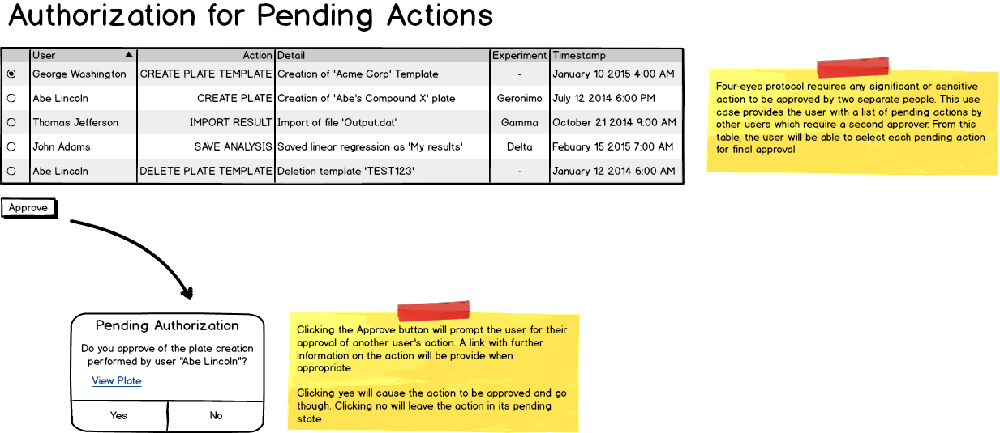 Authorization for Pending Actions
User Action Detail Experiment Timestamp
George Washington CREATE PLATE TEMPLATE Creation of 'Acme Corp' Template - January 10 2015 4:00 AM
Abe Lincoln CREATE PLATE Creation of 'Abe's Compound X' plate Geronimo July 12 2014 6:00 PM
Thomas Jefferson IMPORT RESULT Import of file 'Output.dat' Gamma October 21 2014 9:00 AM
John Adams SAVE ANALYSIS Saved linear regression as 'My results' Delta Febuary 15 2015 7:00 AM
Abe Lincoln DELETE PLATE TEMPLATE Deletion template 'TEST123' - January 12 2014 6:00 AM
Four-eyes protocol requires any significant or sensitive
action to be approved by two separate people. This use
case provides the user with a list of pending actions by
other users which require a second approver. From this
table, the user will be able to select each pending action
for final approval
Approve
Pending Authorization
Do you approve of the plate creation
performed by user "Abe Lincoln"?
View Plate
Yes No
Clicking the Approve button will prompt the user for their
approval of another user's action. A link with further
information on the action will be provide when
appropriate.
Clicking yes will cause the action to be approved and go
though. Clicking no will leave the action in its pending
state